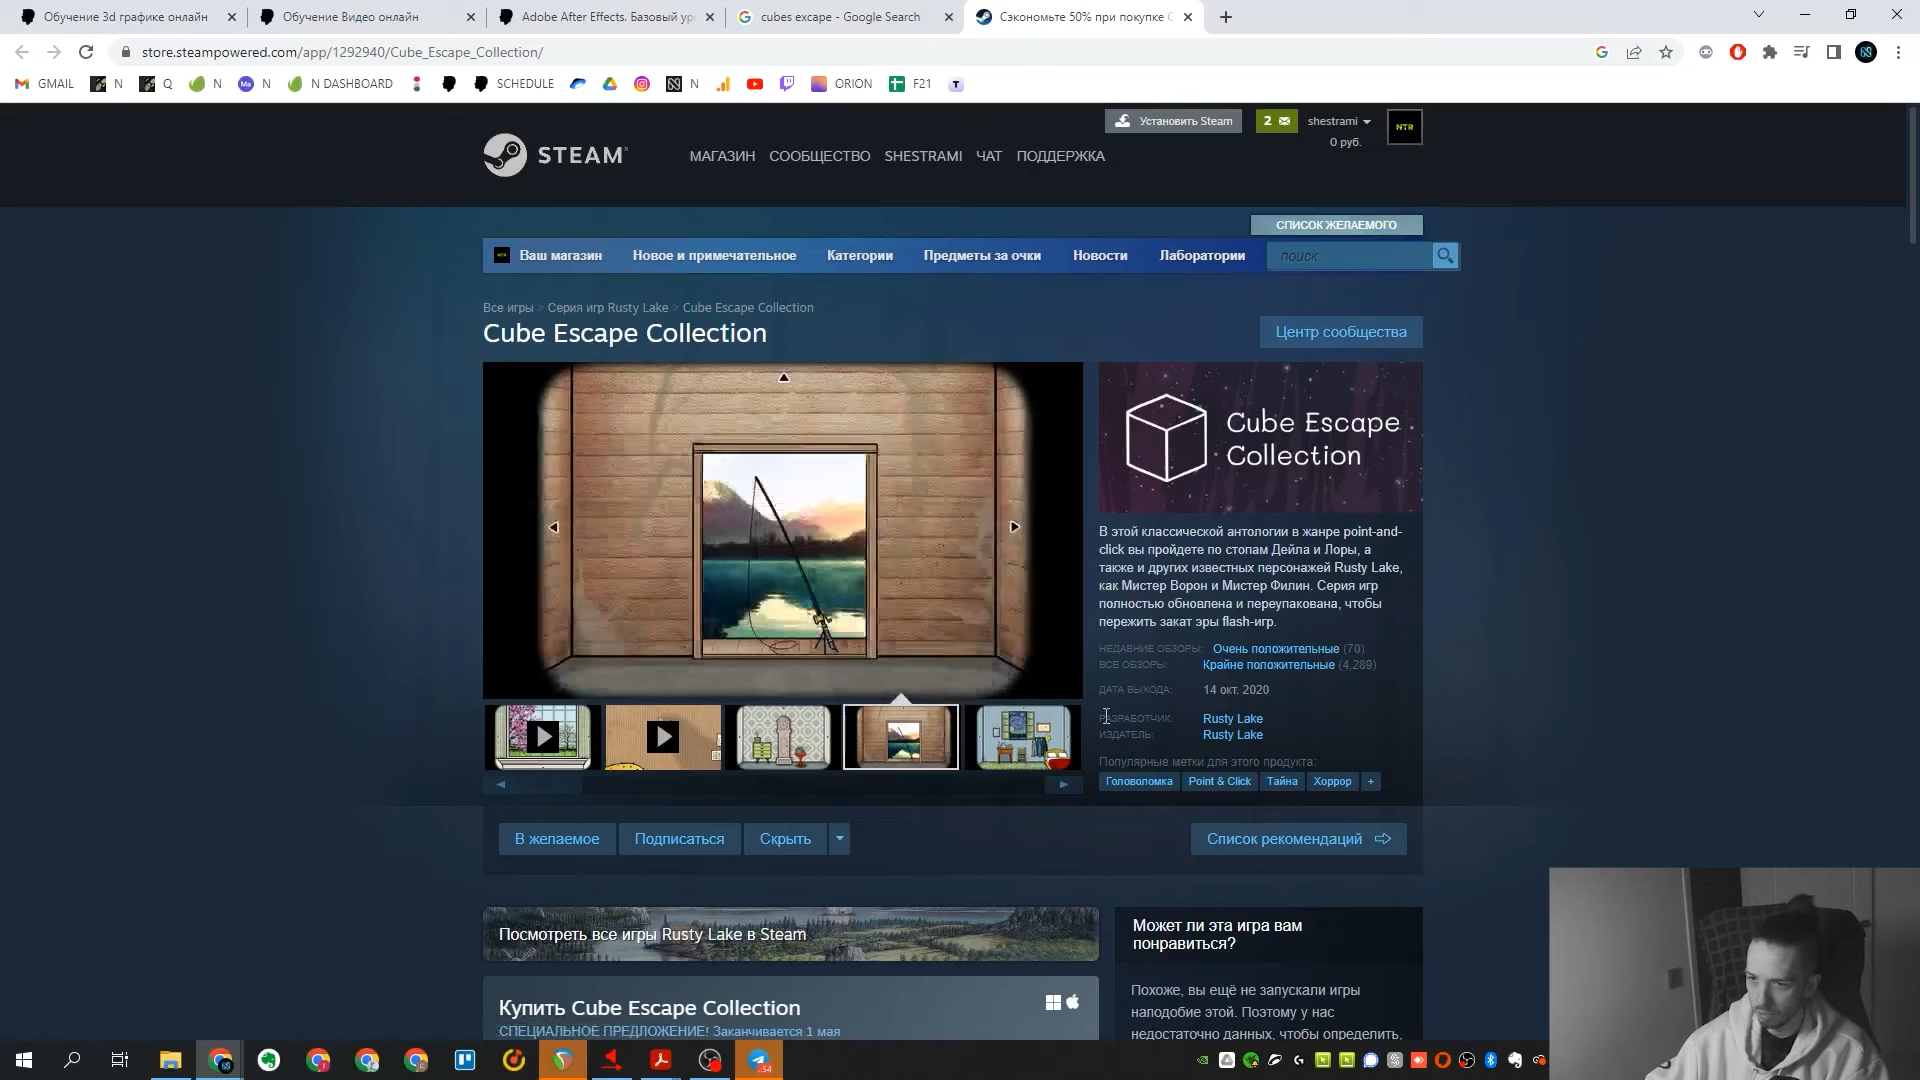 Обучение 3d графике онлайн
Обучение Видео онлайн
Adobe After Effects. Базовый ур
cubes excape - Google Search
Сэкономьте 50% при покупке C
store.steampowered.com/app/1292940/Cube_Escape_Collection/
GMAIL
N
Q
N
N
N DASHBOARD
SCHEDULE
N
ORION
F21
T
Установить Steam
2
shestrami
NTR
0 руб.
STEAM
МАГАЗИН
СООБЩЕСТВО
SHESTRAMI
ЧАТ
ПОДДЕРЖКА
СПИСОК ЖЕЛАЕМОГО
Ваш магазин
Новое и примечательное
Категории
Предметы за очки
Новости
Лаборатории
поиск
Все игры > Серия игр Rusty Lake > Cube Escape Collection
Cube Escape Collection
Центр сообщества
Cube Escape
Collection
В этой классической антологии в жанре point-and-
click вы пройдете по стопам Дейла и Лоры, а
также и других известных персонажей Rusty Lake,
как Мистер Ворон и Мистер Филин. Серия игр
полностью обновлена и переупакована, чтобы
пережить закат эры flash-игр.
НЕДАВНИЕ ОБЗОРЫ: Очень положительные (70)
ВСЕ ОБЗОРЫ: Крайне положительные (4,289)
ДАТА ВЫХОДА: 14 окт. 2020
РАЗРАБОТЧИК: Rusty Lake
ИЗДАТЕЛЬ: Rusty Lake
Популярные метки для этого продукта:
Головоломка
Point & Click
Тайна
Хоррор
+
В желаемое
Подписаться
Скрыть
Список рекомендаций
Посмотреть все игры Rusty Lake в Steam
Может ли эта игра вам
понравиться?
Купить Cube Escape Collection
СПЕЦИАЛЬНОЕ ПРЕДЛОЖЕНИЕ! Заканчивается 1 мая
Похоже, вы ещё не запускали игры
наподобие этой. Поэтому у нас
недостаточно данных, чтобы определить,